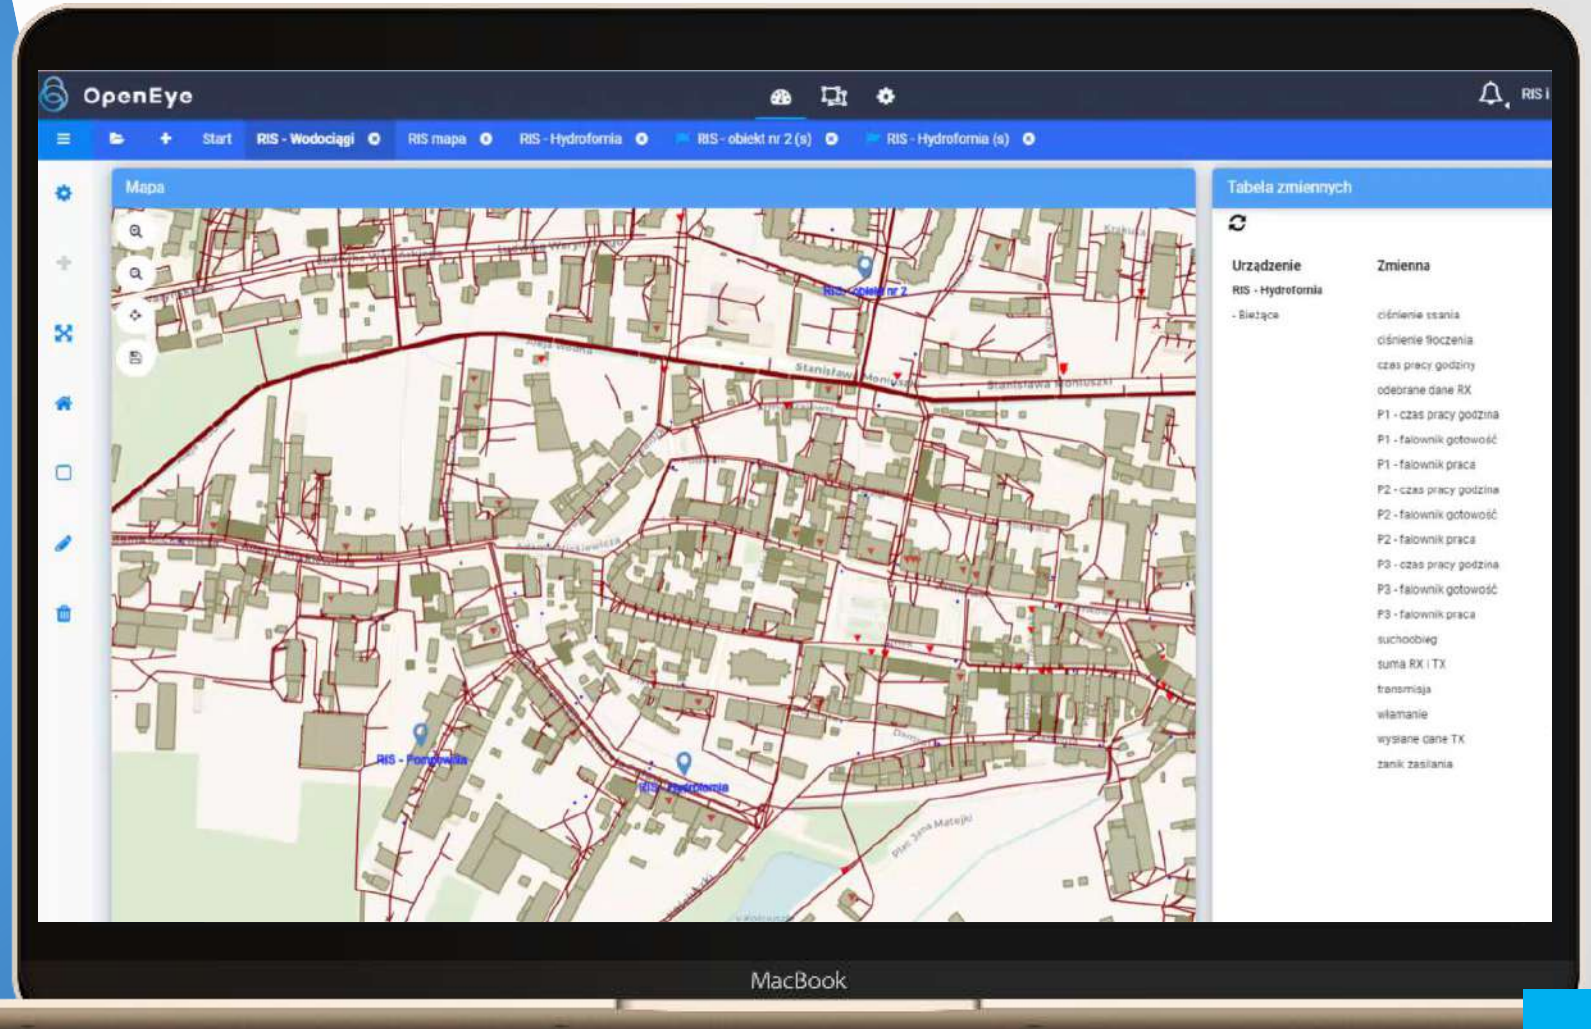 OpenEye
RIS i
Start
RIS - Wodociągi
RIS mapa
RIS - Hydrofornia
RIS - obiekt nr 2 (s)
RIS - Hydrofornia (s)
Mapa
Tabela zmiennych
Urządzenie
Zmienna
RIS - Hydrofornia
- Bieżące
ciśnienie ssania
ciśnienie tłoczenia
czas pracy godziny
odebrane dane RX
P1 - czas pracy godzina
P1 - falownik gotowość
P1 - falownik praca
P2 - czas pracy godzina
P2 - falownik gotowość
P2 - falownik praca
P3 - czas pracy godzina
P3 - falownik gotowość
P3 - falownik praca
suchoobieg
suma RX i TX
transmisja
włamanie
wysłane dane TX
zanik zasilania
RIS - obiekt nr 2
Stanisława Moniuszki
Stanisława Moniuszki
Adama Mickiewicza
RIS - Pompownia
RIS - Hydrofornia
Plac Jana Matejki
MacBook